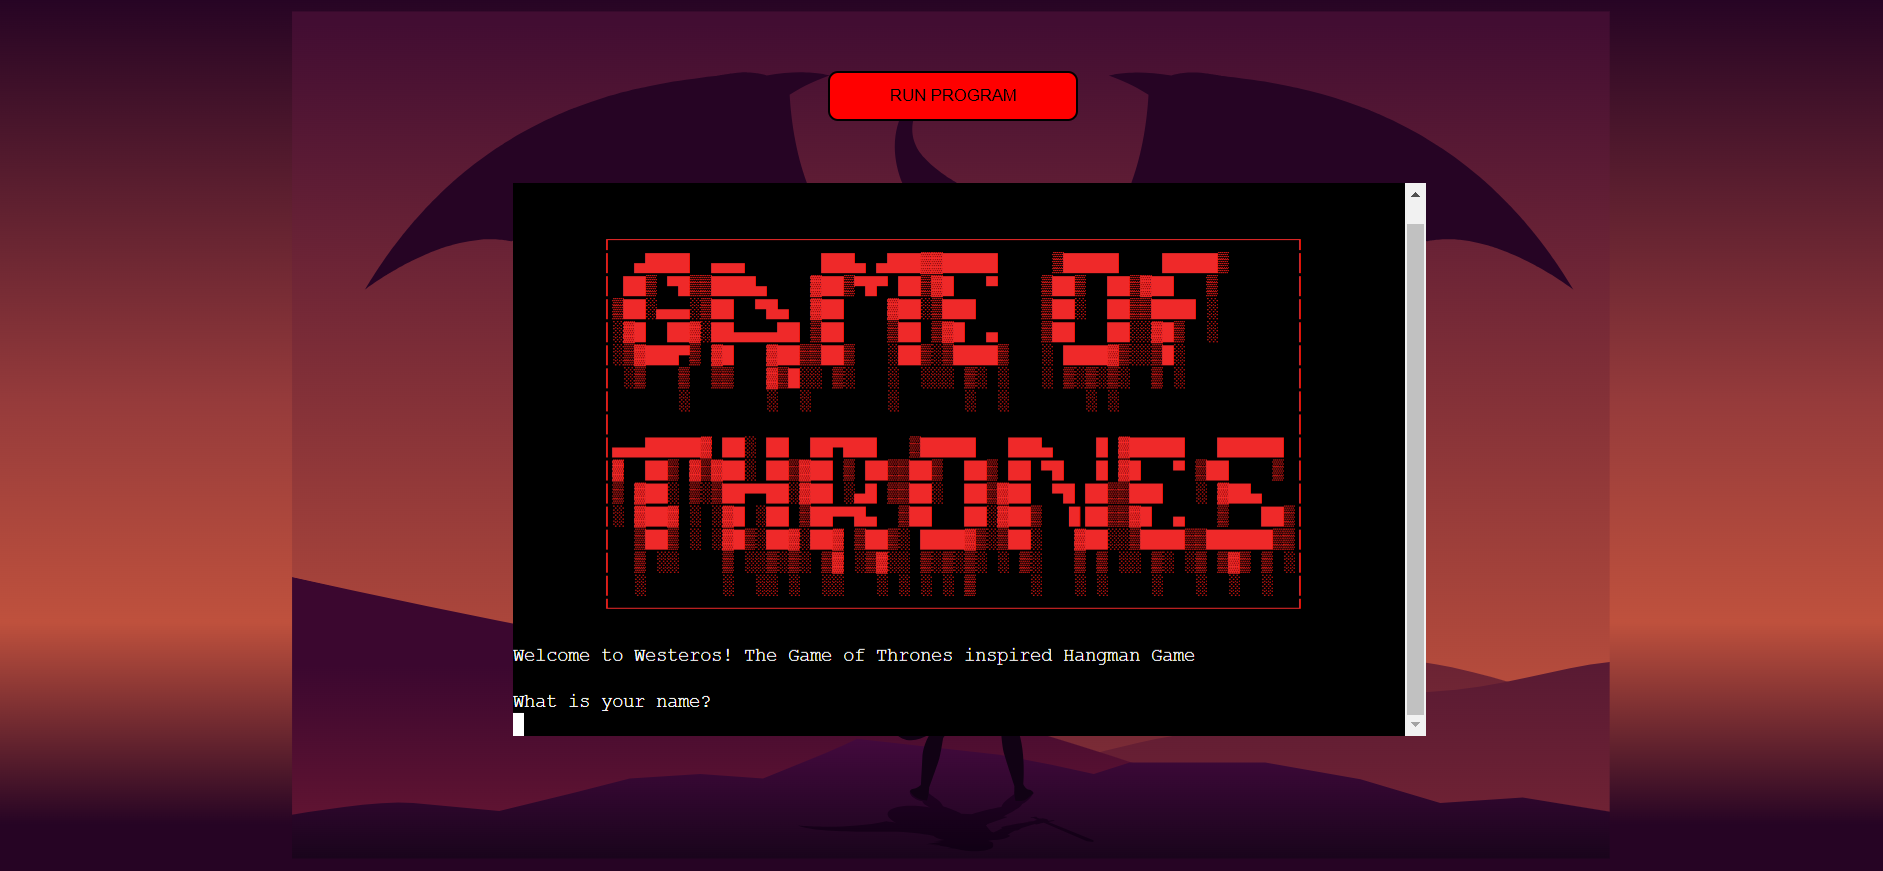 RUN PROGRAM
GAME OF
THRONES
Welcome to Westeros! The Game of Thrones inspired Hangman Game
What is your name?